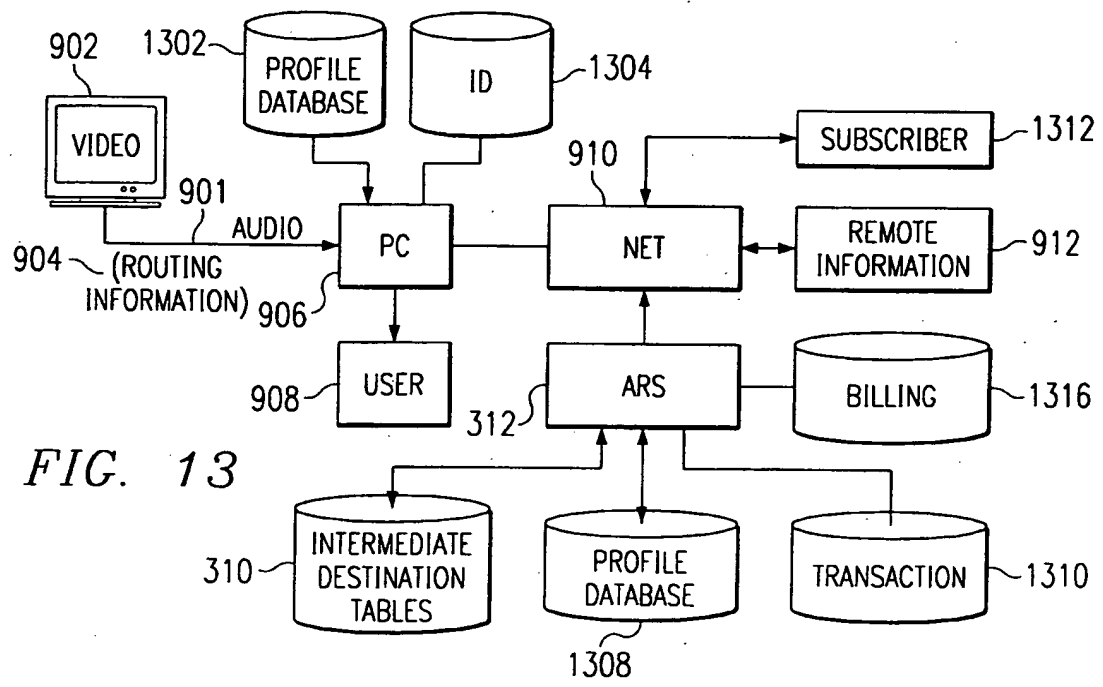 1302
902
PROFILE
DATABASE
ID
1304
VIDEO
910
SUBSCRIBER
1312
901
AUDIO
PC
NET
REMOTE
INFORMATION
912
904
(ROUTING
INFORMATION)
906
USER
908
ARS
312
BILLING
1316
FIG. 13
INTERMEDIATE
DESTINATION
TABLES
310
PROFILE
DATABASE
1308
TRANSACTION
1310